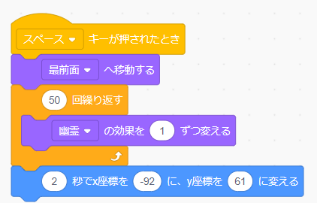 スペース キーが押されたとき
最前面 へ移動する
50 回繰り返す
幽霊 の効果を 1 ずつ変える
2 秒でx座標を -92 に、y座標を 61 に変える